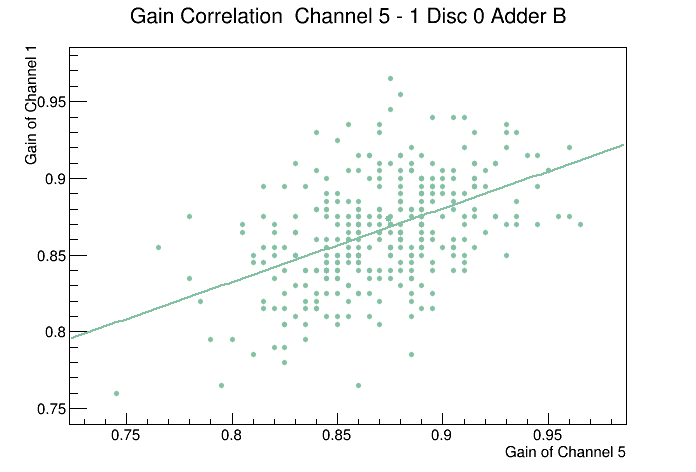 Gain Correlation  Channel 5 - 1 Disc 0 Adder B
Gain of Channel 1
0.95
0.9
0.85
0.8
0.75
0.75 0.8 0.85 0.9 0.95
Gain of Channel 5